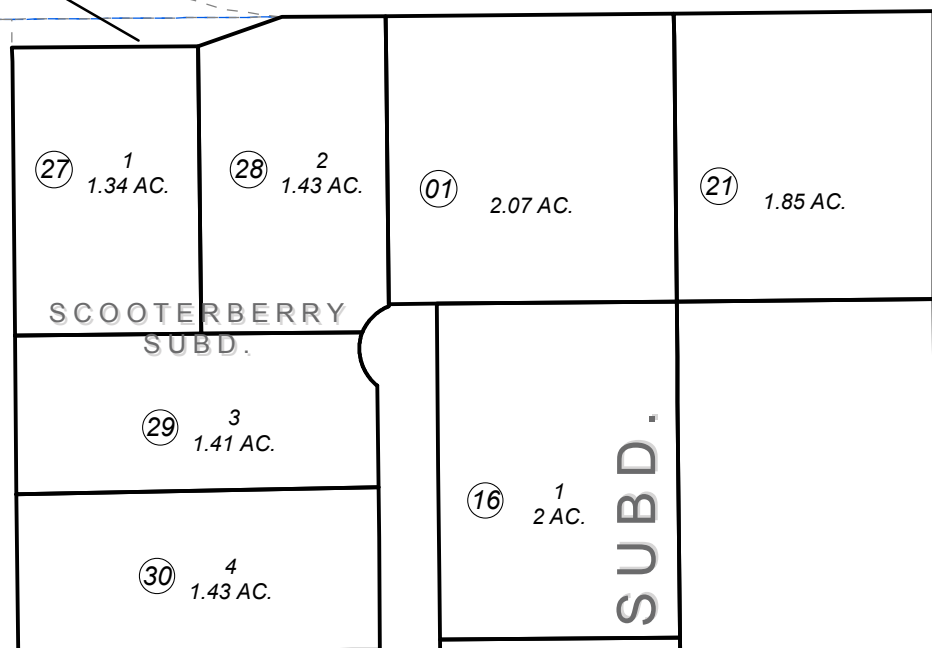 27
1
1.34 AC.
28
2
1.43 AC.
01
2.07 AC.
21
1.85 AC.
SCOOTERBERRY
SUBD.
29
3
1.41 AC.
16
1
2 AC.
SUBD.
30
4
1.43 AC.